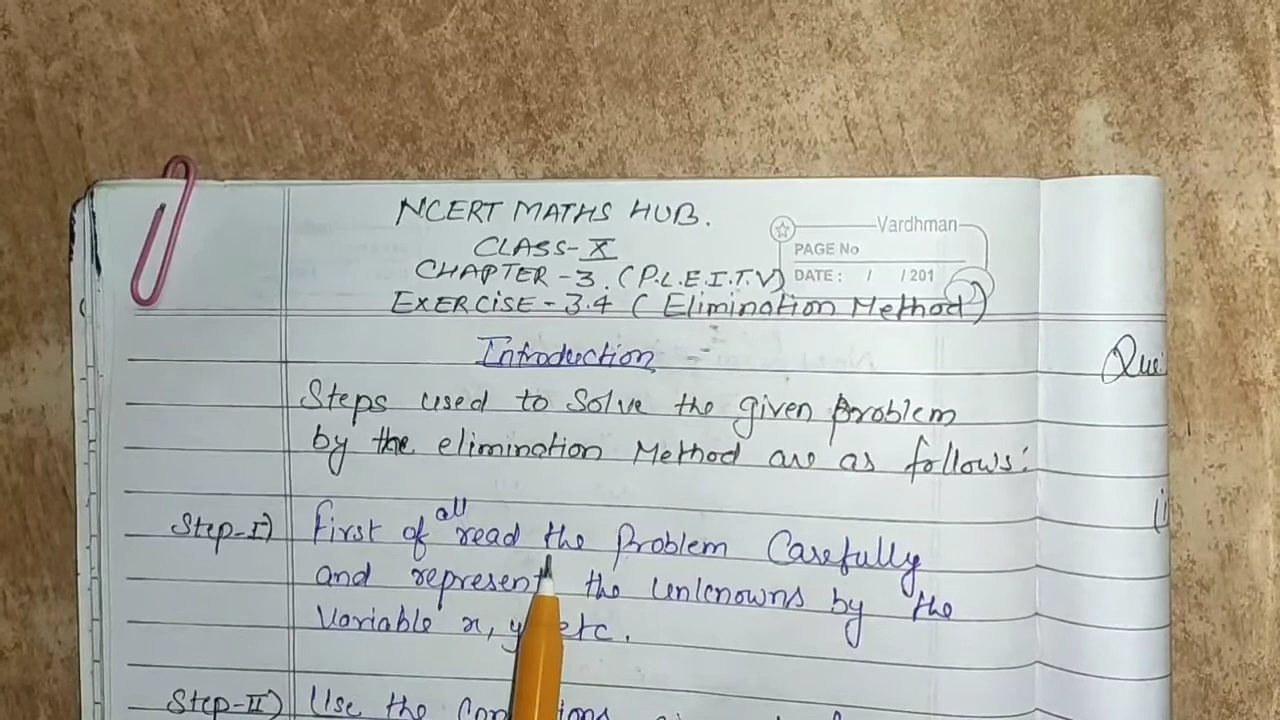 NCERT MATHS HUB.
CLASS-X
CHAPTER-3. (P.L.E.I.T.V)
EXERCISE-3.4 (Elimination Method)
Vardhman
PAGE No
DATE : / / 201
Introduction
Steps used to Solve the given Problem
by the elimination Method are as follows:
Step-I) First of all read the Problem Carefully
and represent the Unknowns by the
Variable x, y etc.
Step-II) Use the